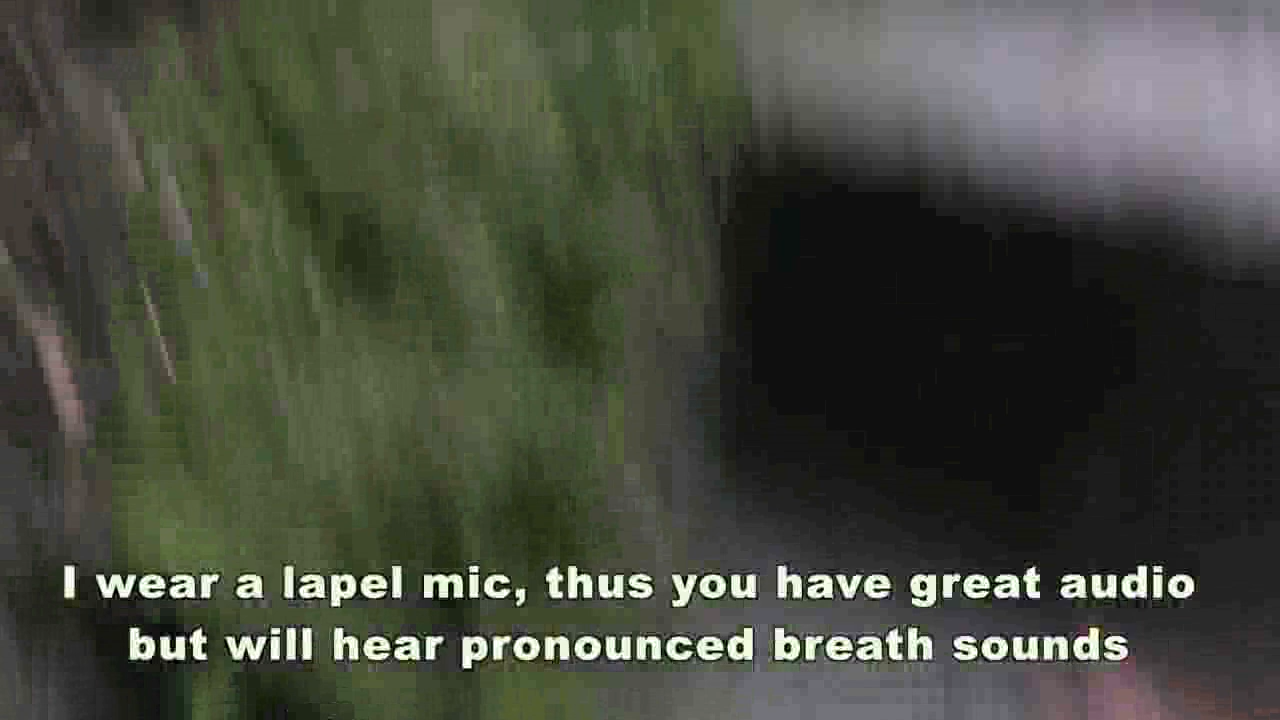 I wear a lapel mic, thus you have great audio
but will hear pronounced breath sounds